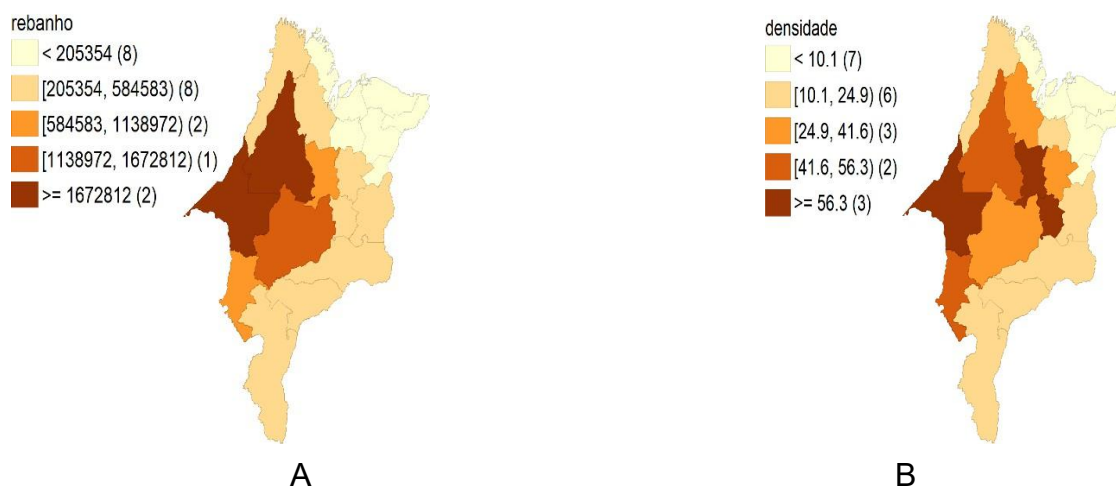 rebanho
< 205354 (8)
[205354, 584583) (8)
[584583, 1138972) (2)
[1138972, 1672812) (1)
>= 1672812 (2)
A
densidade
< 10.1 (7)
[10.1, 24.9) (6)
[24.9, 41.6) (3)
[41.6, 56.3) (2)
>= 56.3 (3)
B